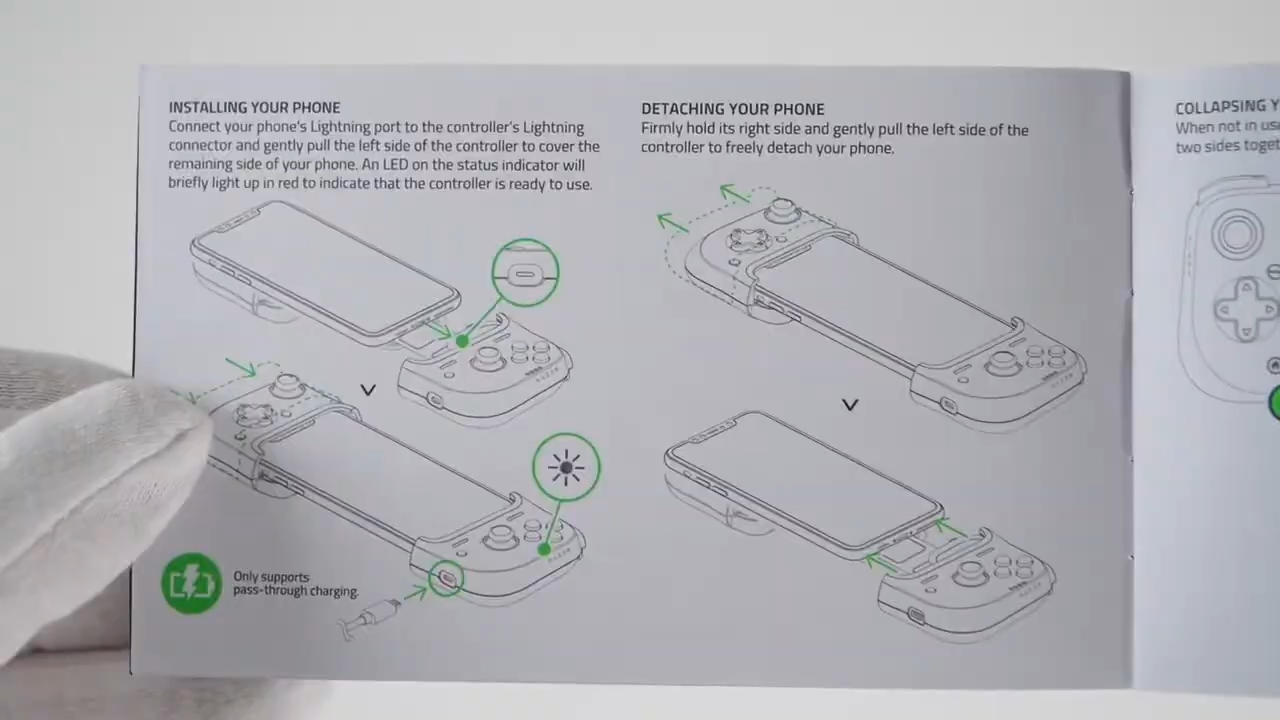 INSTALLING YOUR PHONE
Connect your phone's Lightning port to the controller's Lightning
connector and gently pull the left side of the controller to cover the
remaining side of your phone. An LED on the status indicator will
briefly light up in red to indicate that the controller is ready to use.
Only supports
pass-through charging.
DETACHING YOUR PHONE
Firmly hold its right side and gently pull the left side of the
controller to freely detach your phone.
COLLAPSING
When not in
two sides